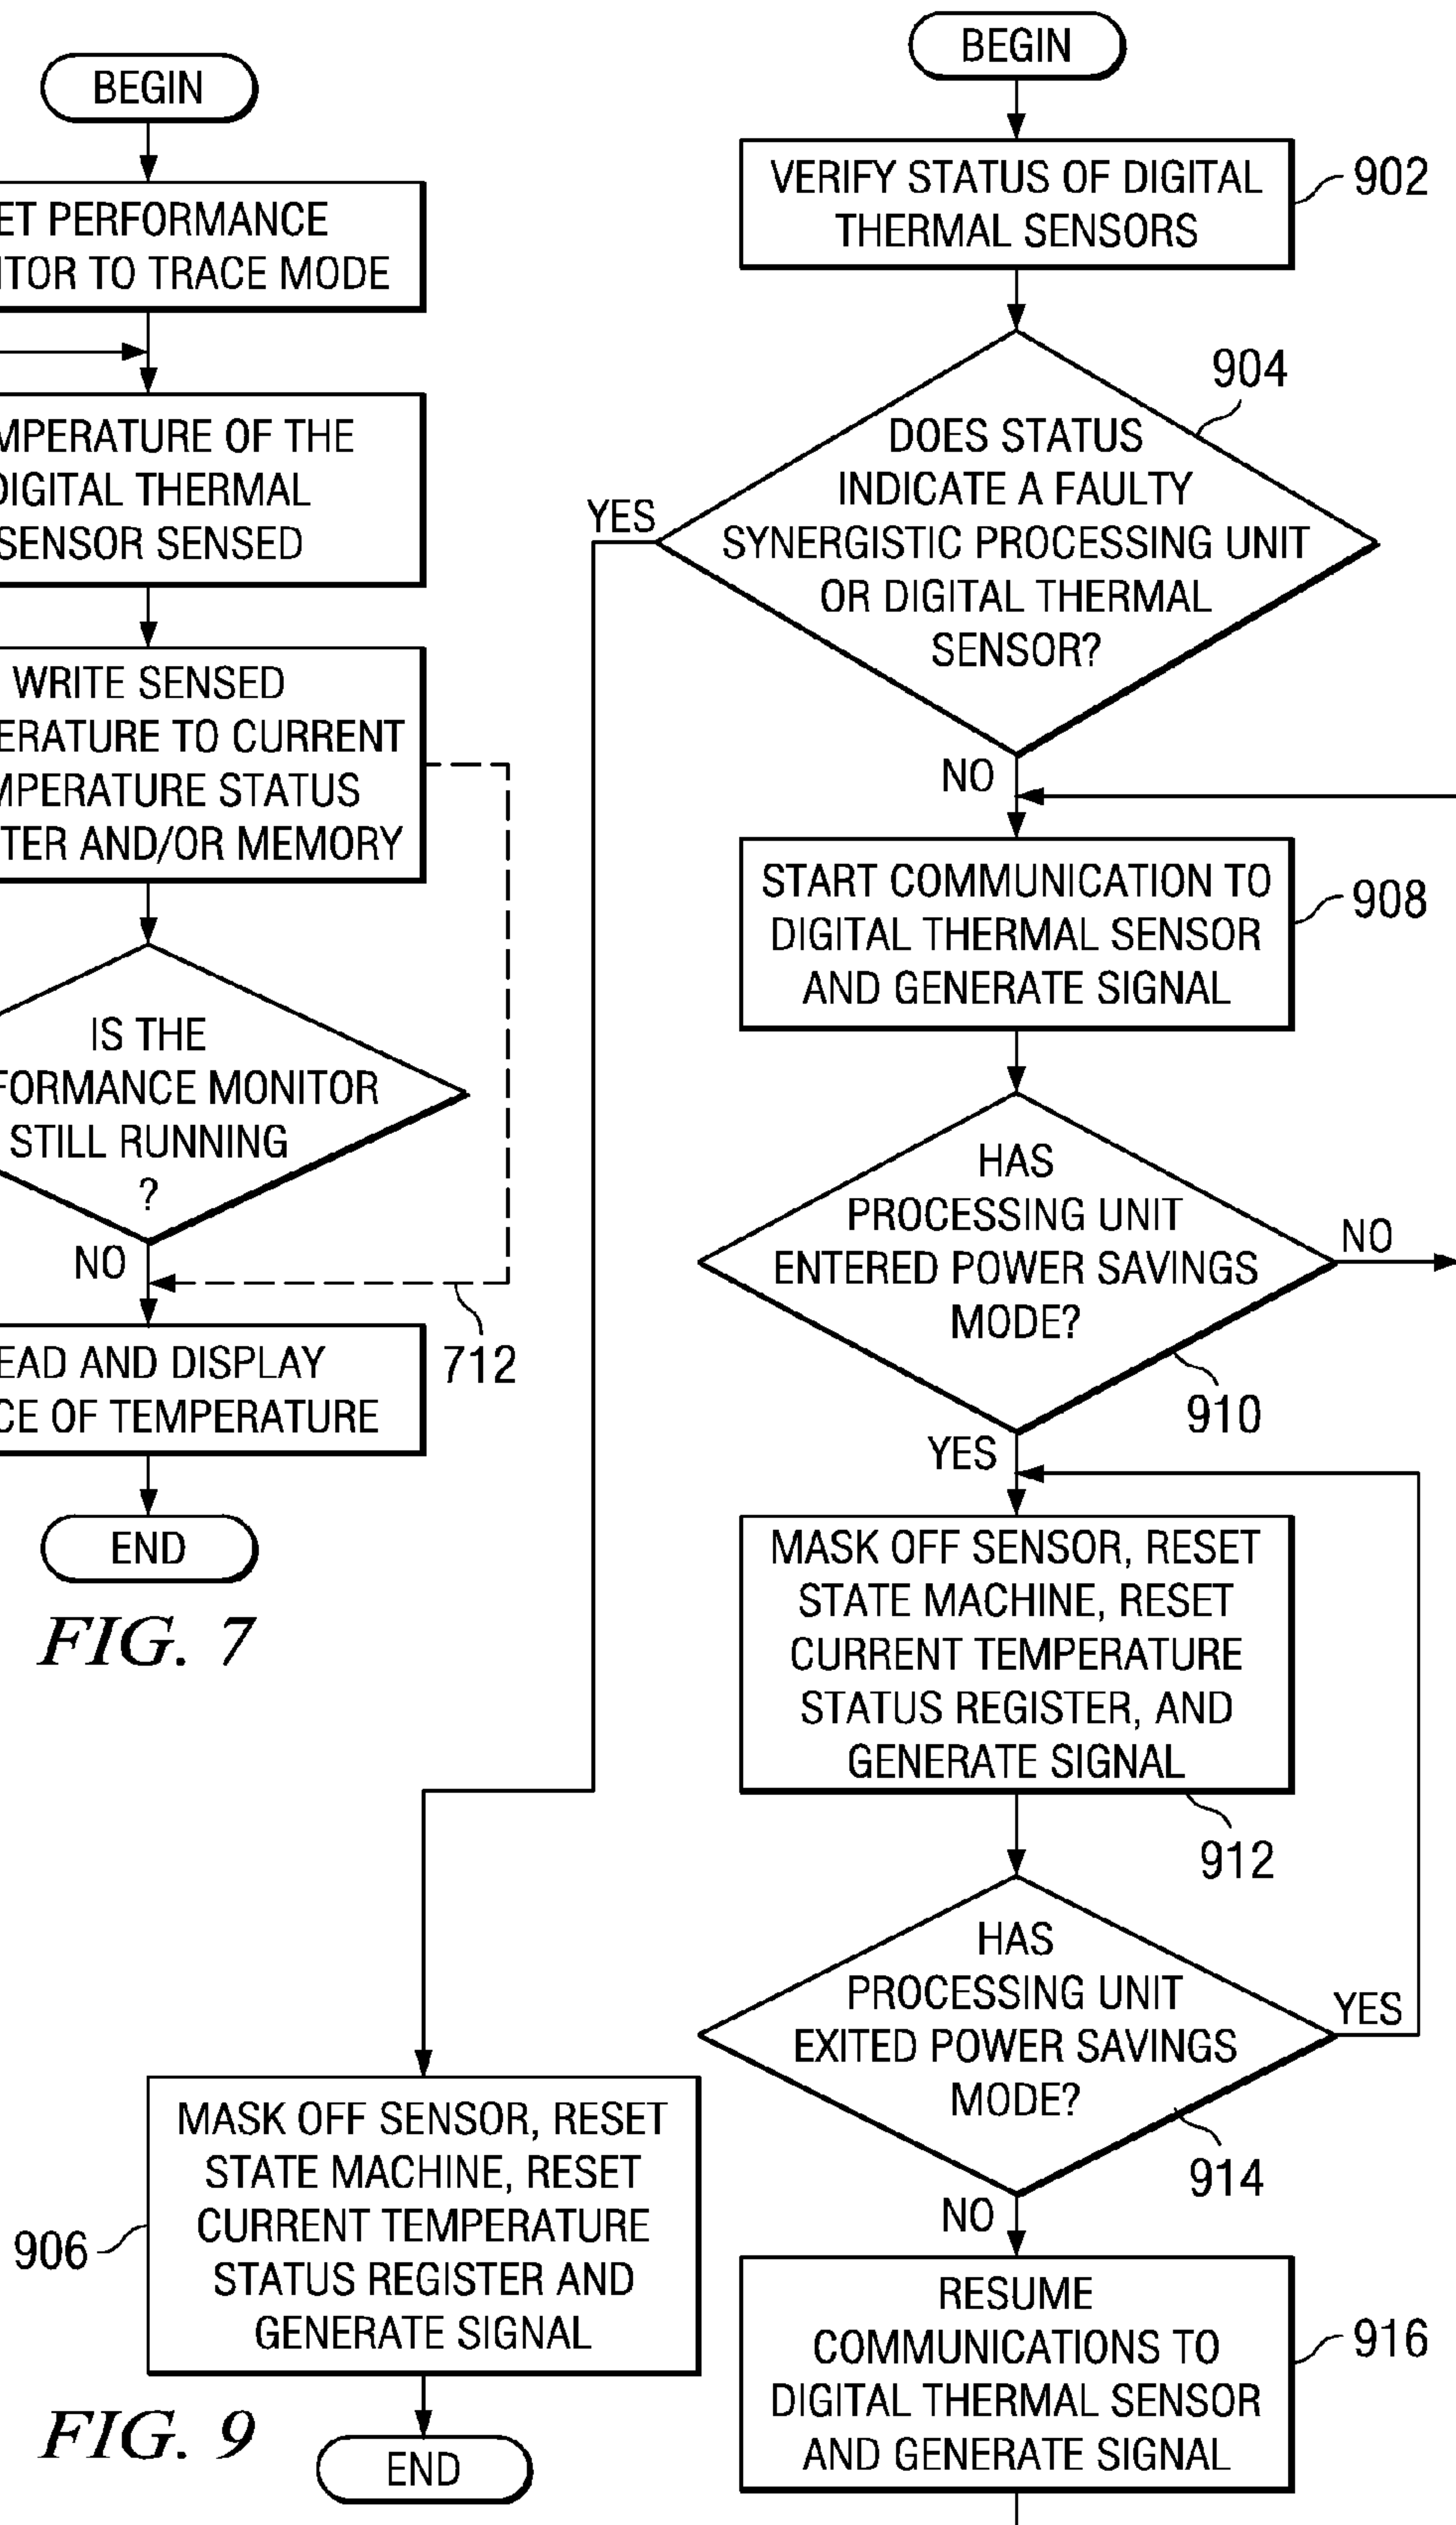 BEGIN
ET PERFORMANCE
ITOR TO TRACE MODE
MPERATURE OF THE
DIGITAL THERMAL
SENSOR SENSED
WRITE SENSED
ERATURE TO CURRENT
MPERATURE STATUS
TER AND/OR MEMORY
IS THE
FORMANCE MONITOR
STILL RUNNING
?
NO
712
EAD AND DISPLAY
CE OF TEMPERATURE
END
FIG. 7
BEGIN
VERIFY STATUS OF DIGITAL
THERMAL SENSORS
902
904
DOES STATUS
INDICATE A FAULTY
SYNERGISTIC PROCESSING UNIT
OR DIGITAL THERMAL
SENSOR?
YES
NO
START COMMUNICATION TO
DIGITAL THERMAL SENSOR
AND GENERATE SIGNAL
908
HAS
PROCESSING UNIT
ENTERED POWER SAVINGS
MODE?
NO
910
YES
MASK OFF SENSOR, RESET
STATE MACHINE, RESET
CURRENT TEMPERATURE
STATUS REGISTER, AND
GENERATE SIGNAL
912
HAS
PROCESSING UNIT
EXITED POWER SAVINGS
MODE?
YES
914
NO
RESUME
COMMUNICATIONS TO
DIGITAL THERMAL SENSOR
AND GENERATE SIGNAL
916
MASK OFF SENSOR, RESET
STATE MACHINE, RESET
CURRENT TEMPERATURE
STATUS REGISTER AND
GENERATE SIGNAL
906
END
FIG. 9